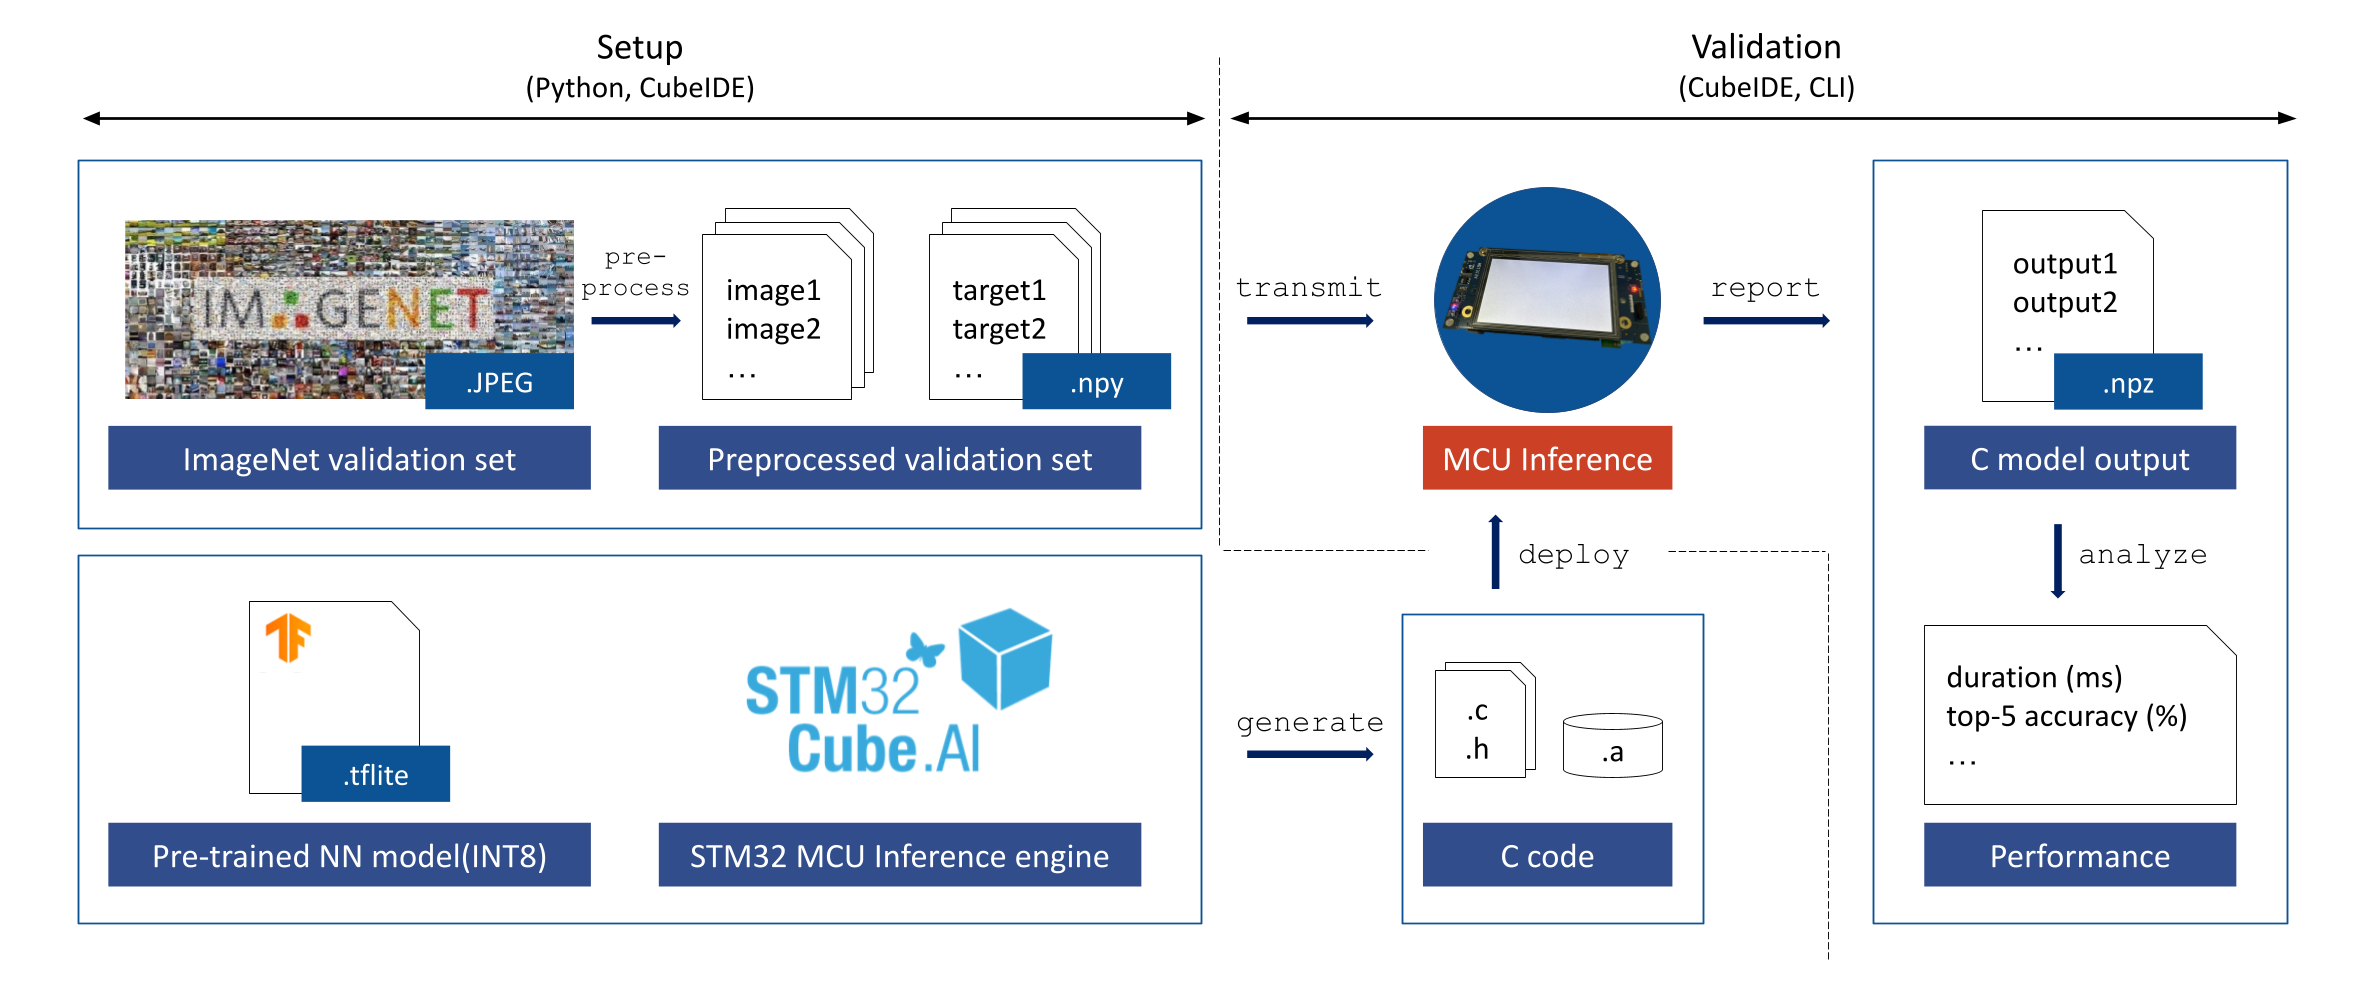 Setup
(Python, CubeIDE)
Validation
(CubeIDE, CLI)
IMAGENET
.JPEG
ImageNet validation set
pre-
process
image1
image2
...
target1
target2
...
.npy
Preprocessed validation set
transmit
MCU Inference
report
output1
output2
...
.npz
C model output
.tflite
Pre-trained NN model(INT8)
STM32
Cube.AI
STM32 MCU Inference engine
generate
deploy
.c
.h
.a
C code
analyze
duration (ms)
top-5 accuracy (%)
...
Performance